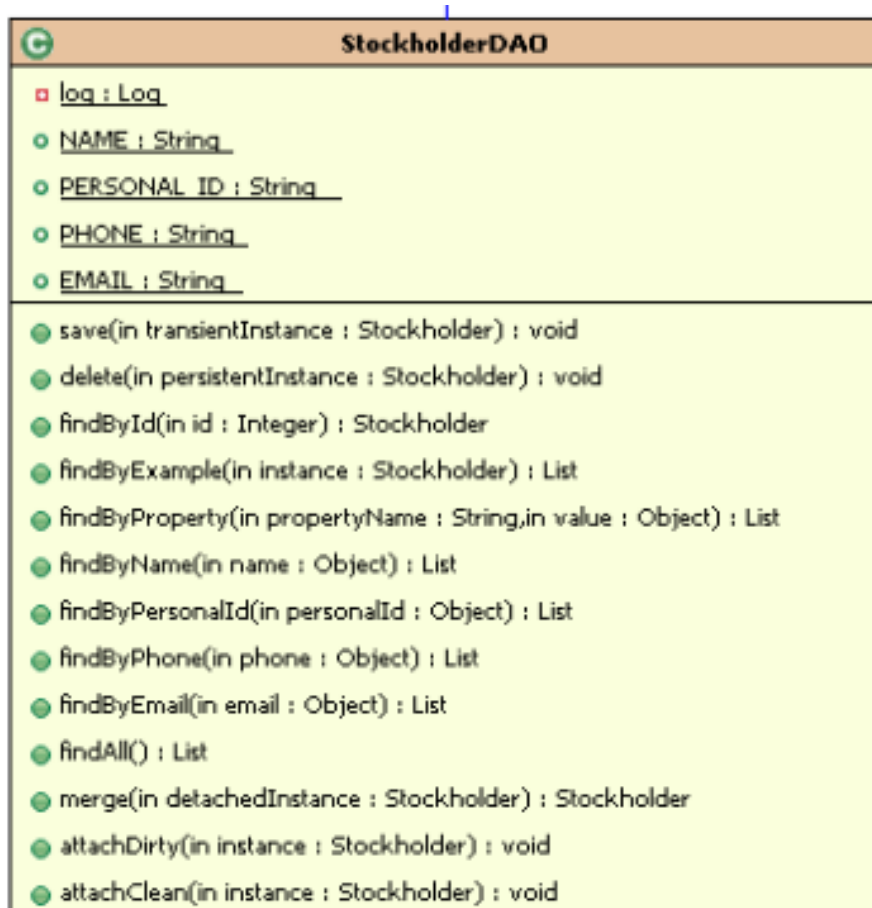 C
StockholderDAO
log : Log
NAME : String
PERSONAL_ID : String
PHONE : String
EMAIL : String
save(in transientInstance : Stockholder) : void
delete(in persistentInstance : Stockholder) : void
findById(in id : Integer) : Stockholder
findByExample(in instance : Stockholder) : List
findByProperty(in propertyName : String,in value : Object) : List
findByName(in name : Object) : List
findByPersonalId(in personalId : Object) : List
findByPhone(in phone : Object) : List
findByEmail(in email : Object) : List
findAll() : List
merge(in detachedInstance : Stockholder) : Stockholder
attachDirty(in instance : Stockholder) : void
attachClean(in instance : Stockholder) : void